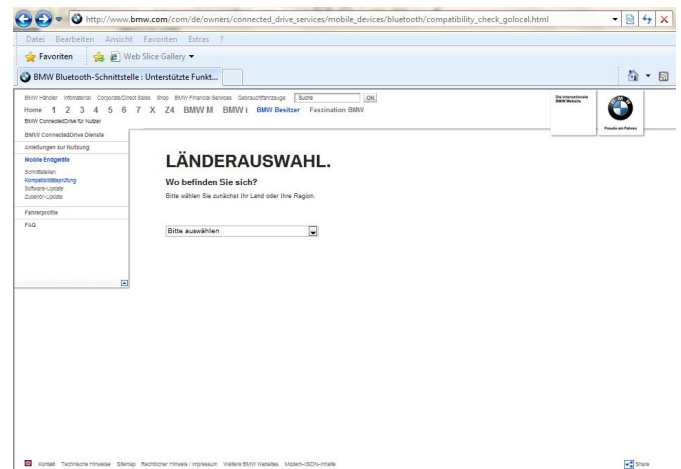 http://www.bmw.com/com/de/owners/connected_drive_services/mobile_devices/bluetooth/compatibility_check_golocal.html
Datei Bearbeiten Ansicht Favoriten Extras ?
Favoriten Web Slice Gallery
BMW Bluetooth-Schnittstelle : Unterstützte Funkt...
BMW Händler Infomaterial Corporate/Direct Sales Shop BMW Financial Services Gebrauchtfahrzeuge Suche OK
Home 1 2 3 4 5 6 7 X Z4 BMW M BMW i BMW Besitzer Faszination BMW
BMW ConnectedDrive für Nutzer
Die internationale
BMW Website
Freude am Fahren
BMW ConnectedDrive Dienste
Anleitungen zur Nutzung
Mobile Endgeräte
Schnittstellen
Kompatibilitätsprüfung
Software-Update
Zubehör-Update
Fahrerprofile
FAQ
LÄNDERAUSWAHL.
Wo befinden Sie sich?
Bitte wählen Sie zunächst Ihr Land oder Ihre Region.
Bitte auswählen
Kontakt Technische Hinweise Sitemap Rechtlicher Hinweis / Impressum Weitere BMW Websites Modem-/ISDN-Inhalte
Share